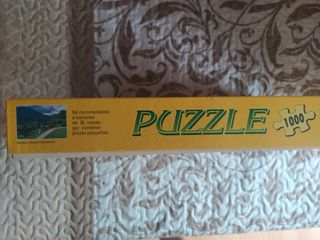 No recomendable
a menores
de 36 meses
por contener
piezas pequeñas.
PUZZLE
1000